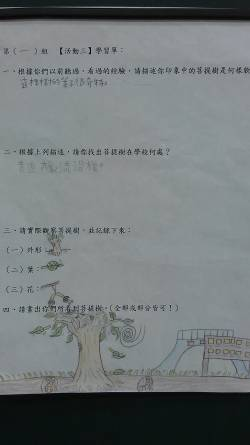 第（一）組 【活動三】學習單：
一、根據你們以前聽過、看過的經驗，請描述你印象中的菩提樹是何模款
二、根據上列描述，請你找出菩提樹在學校何處？
三、請實際觀察菩提樹，並記錄下來：
（一）外形：
（二）葉：
（三）花：
四、請畫出你們所看到菩提樹。（全部或部分皆可！）